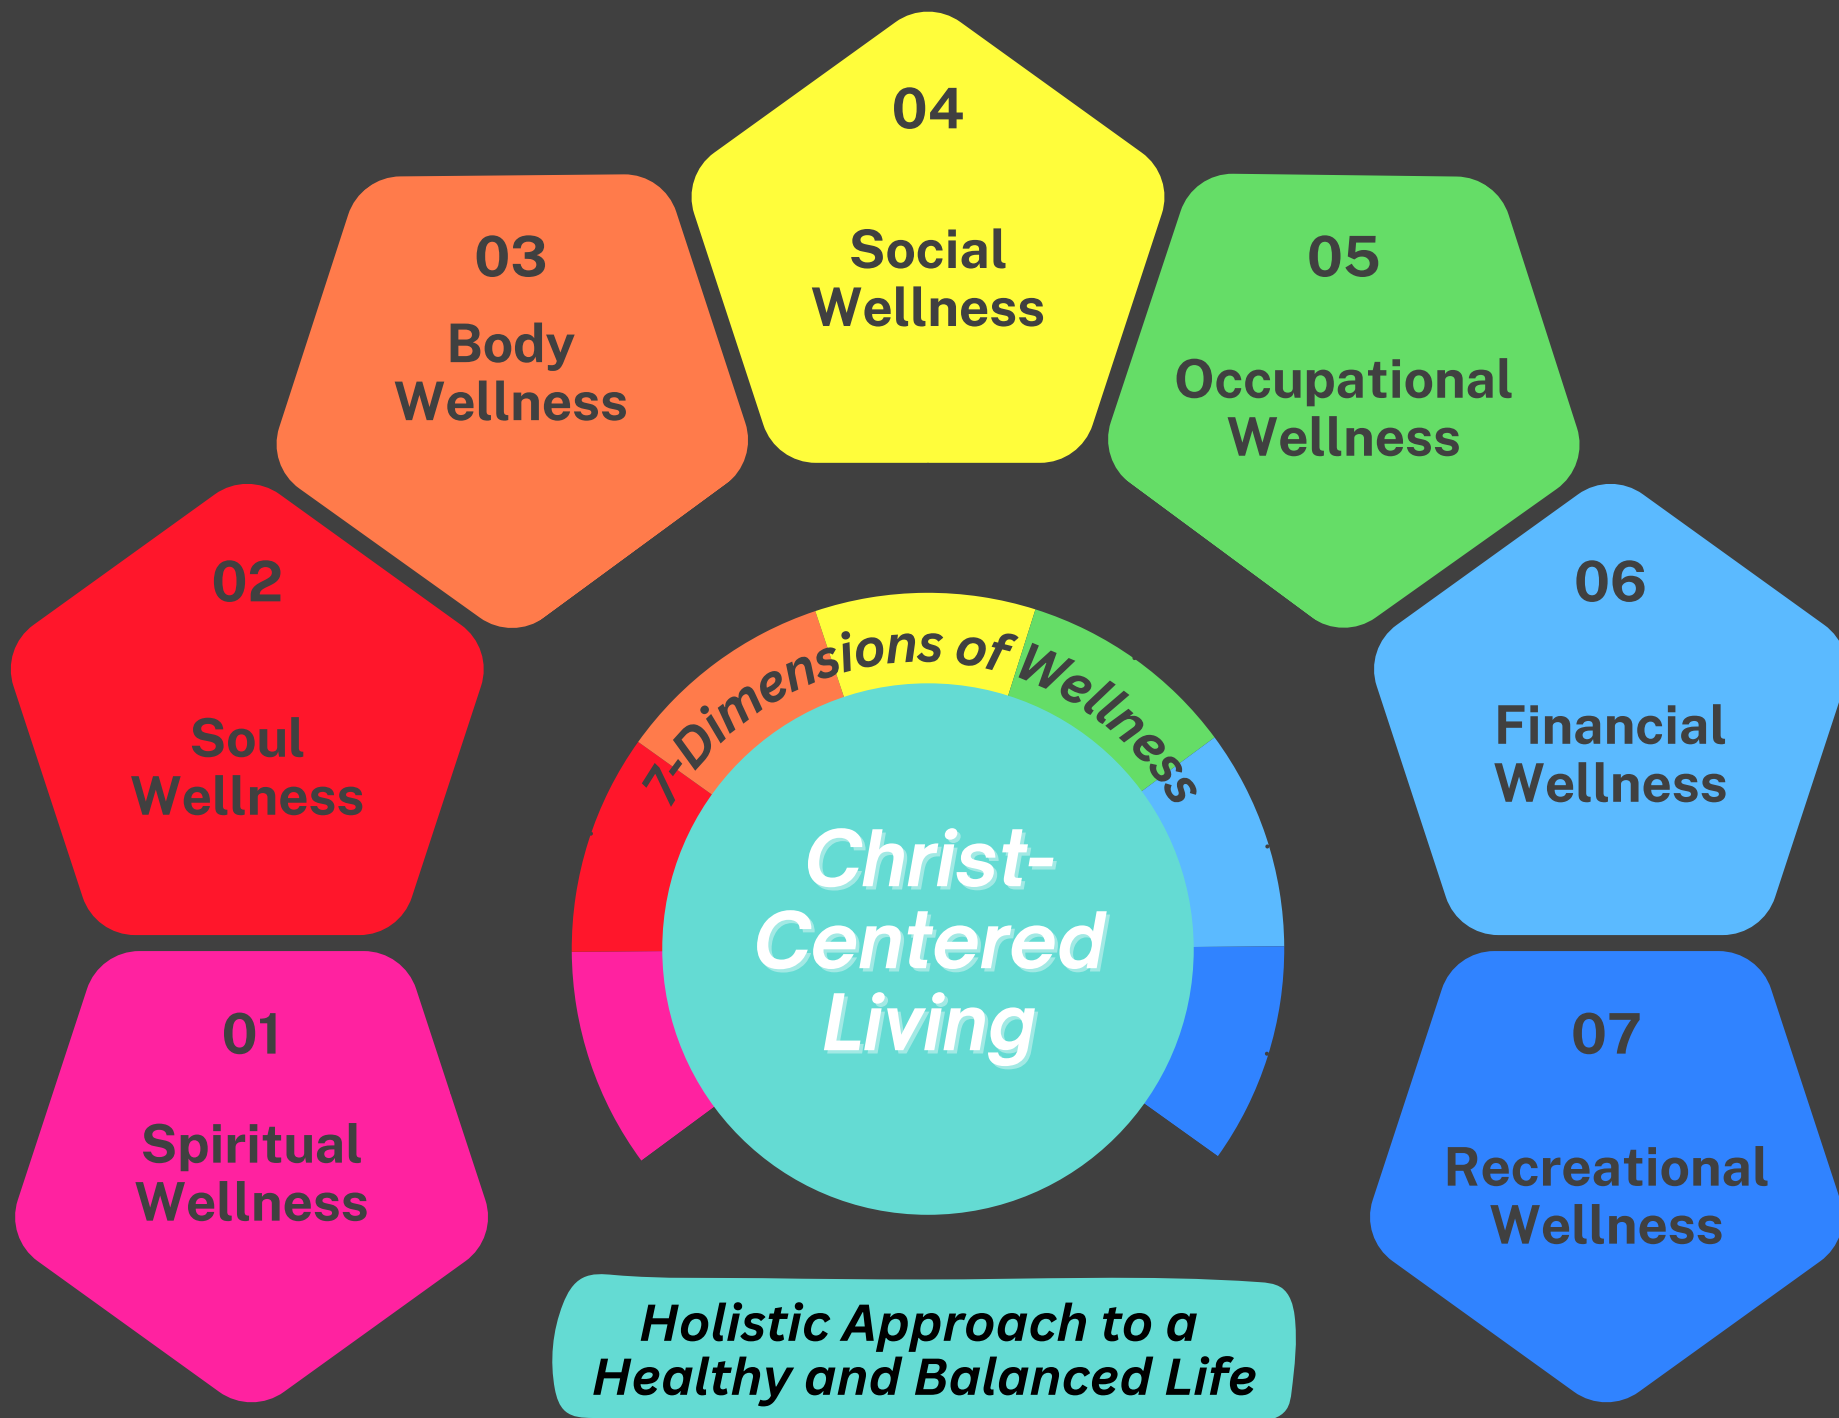 04
Social
Wellness
03
Body
Wellness
05
Occupational
Wellness
02
Soul
Wellness
06
Financial
Wellness
01
Spiritual
Wellness
07
Recreational
Wellness
7-Dimensions of Wellness
Christ-
Centered
Living
Holistic Approach to a
Healthy and Balanced Life